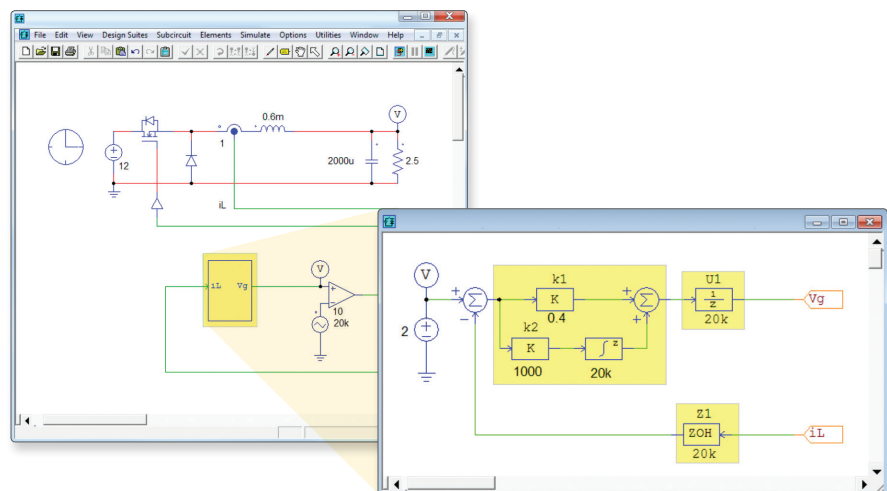 File Edit View Design Suites Subcircuit Elements Simulate Options Utilities Window Help
0.6m
V
1
12
2000u
2.5
iL
iL Vg
V
10
20k
k1
U1
V
Σ
K
Σ
1/z
Vg
0.4
20k
k2
2
K
∫ z
1000
20k
Z1
ZOH
iL
20k